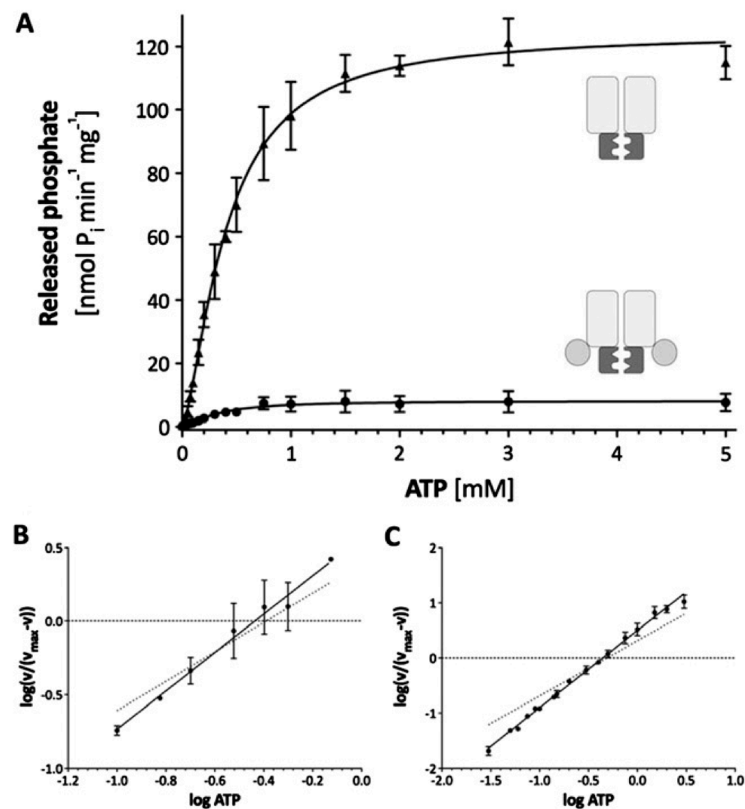 A
Released phosphate
[nmol Pi min⁻¹ mg⁻¹]
120
100
80
60
40
20
0
0 1 2 3 4 5
ATP [mM]
B
log(v/(vmax-v))
0.5
0.0
-0.5
-1.0
-1.2 -1.0 -0.8 -0.6 -0.4 -0.2 0.0
log ATP
C
log(v/(vmax-v))
2
1
0
-1
-2
-2.0 -1.5 -1.0 -0.5 0.0 0.5 1.0
log ATP